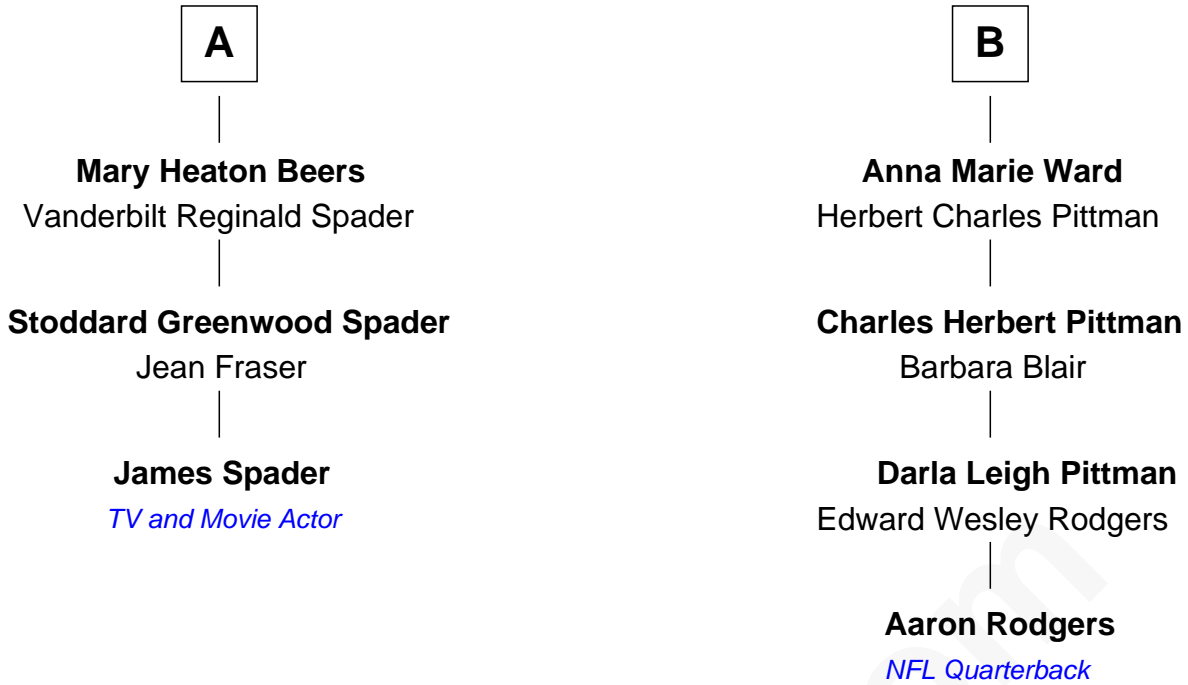 A
Mary Heaton Beers
Vanderbilt Reginald Spader
Stoddard Greenwood Spader
Jean Fraser
James Spader
TV and Movie Actor
B
Anna Marie Ward
Herbert Charles Pittman
Charles Herbert Pittman
Barbara Blair
Darla Leigh Pittman
Edward Wesley Rodgers
Aaron Rodgers
NFL Quarterback